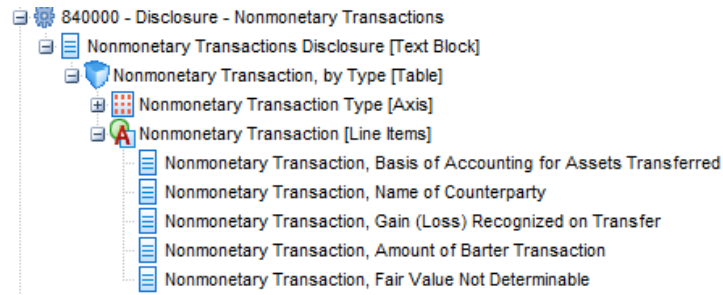 840000 - Disclosure - Nonmonetary Transactions
Nonmonetary Transactions Disclosure [Text Block]
Nonmonetary Transaction, by Type [Table]
Nonmonetary Transaction Type [Axis]
Nonmonetary Transaction [Line Items]
Nonmonetary Transaction, Basis of Accounting for Assets Transferred
Nonmonetary Transaction, Name of Counterparty
Nonmonetary Transaction, Gain (Loss) Recognized on Transfer
Nonmonetary Transaction, Amount of Barter Transaction
Nonmonetary Transaction, Fair Value Not Determinable